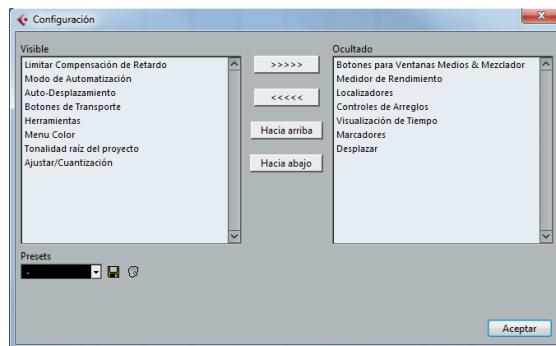 Configuración
Visible
Limitar Compensación de Retardo
Modo de Automatización
Auto-Desplazamiento
Botones de Transporte
Herramientas
Menu Color
Tonalidad raíz del proyecto
Ajustar/Cuantización
>>>>>
<<<<<
Hacia arriba
Hacia abajo
Ocultado
Botones para Ventanas Medios & Mezclador
Medidor de Rendimiento
Localizadores
Controles de Arreglos
Visualización de Tiempo
Marcadores
Desplazar
Presets
-
Aceptar